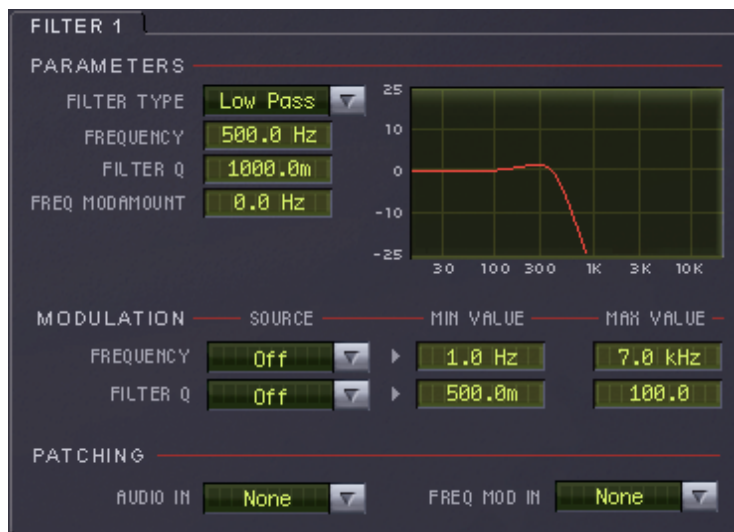 FILTER 1
PARAMETERS
FILTER TYPE Low Pass
FREQUENCY 500.0 Hz
FILTER Q 1000.0m
FREQ MODAMOUNT 0.0 Hz
25
10
0
-10
-25
30 100 300 1K 3K 10K
MODULATION SOURCE MIN VALUE MAX VALUE
FREQUENCY Off 1.0 Hz 7.0 kHz
FILTER Q Off 500.0m 100.0
PATCHING
AUDIO IN None FREQ MOD IN None